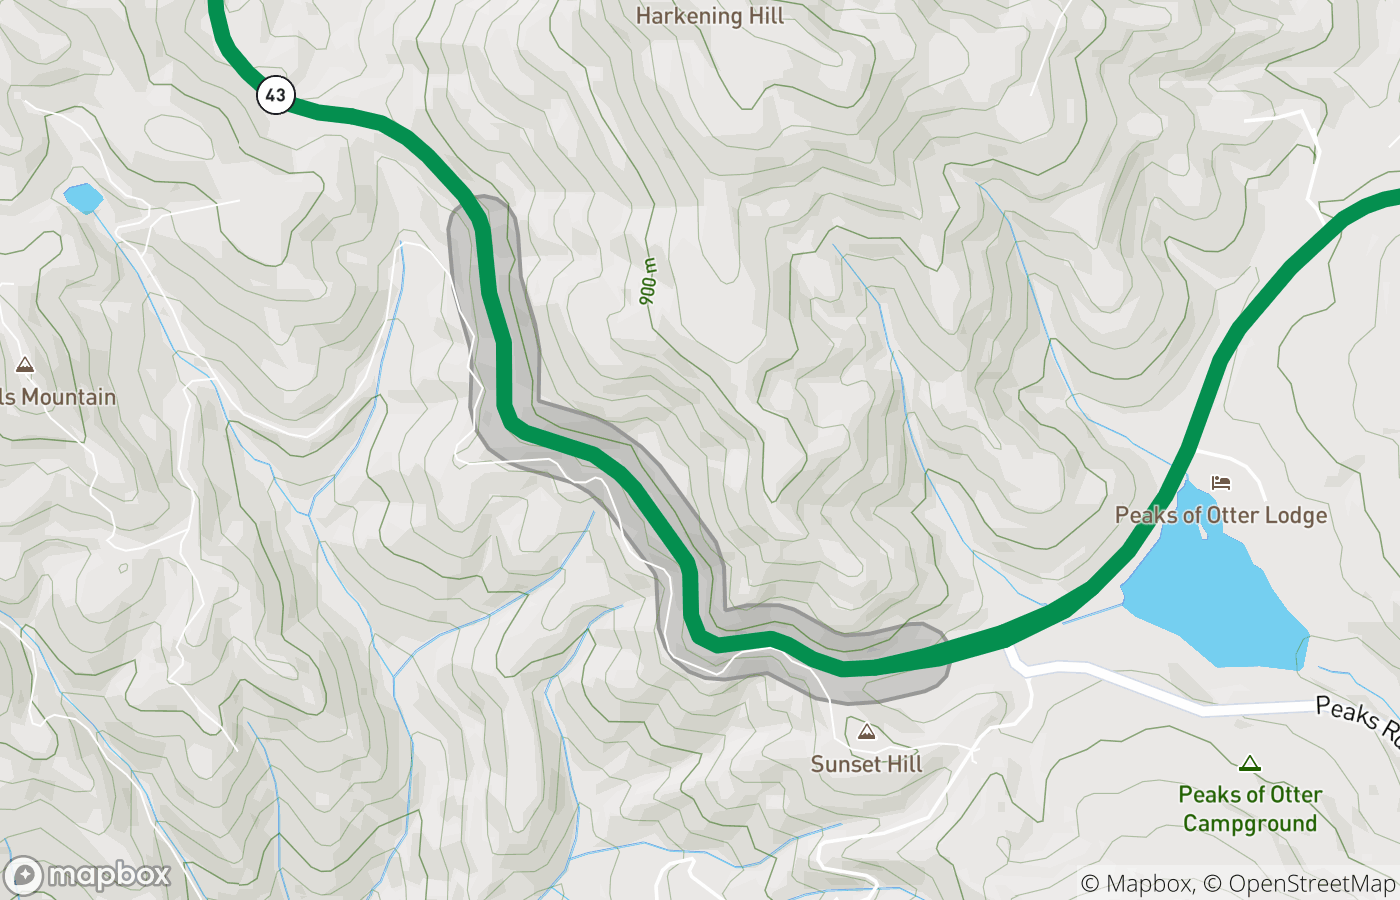 Harkening Hill
43
900 m
ls Mountain
Peaks of Otter Lodge
Peaks Ro
Sunset Hill
Peaks of Otter
Campground
mapbox
© Mapbox, © OpenStreetMap